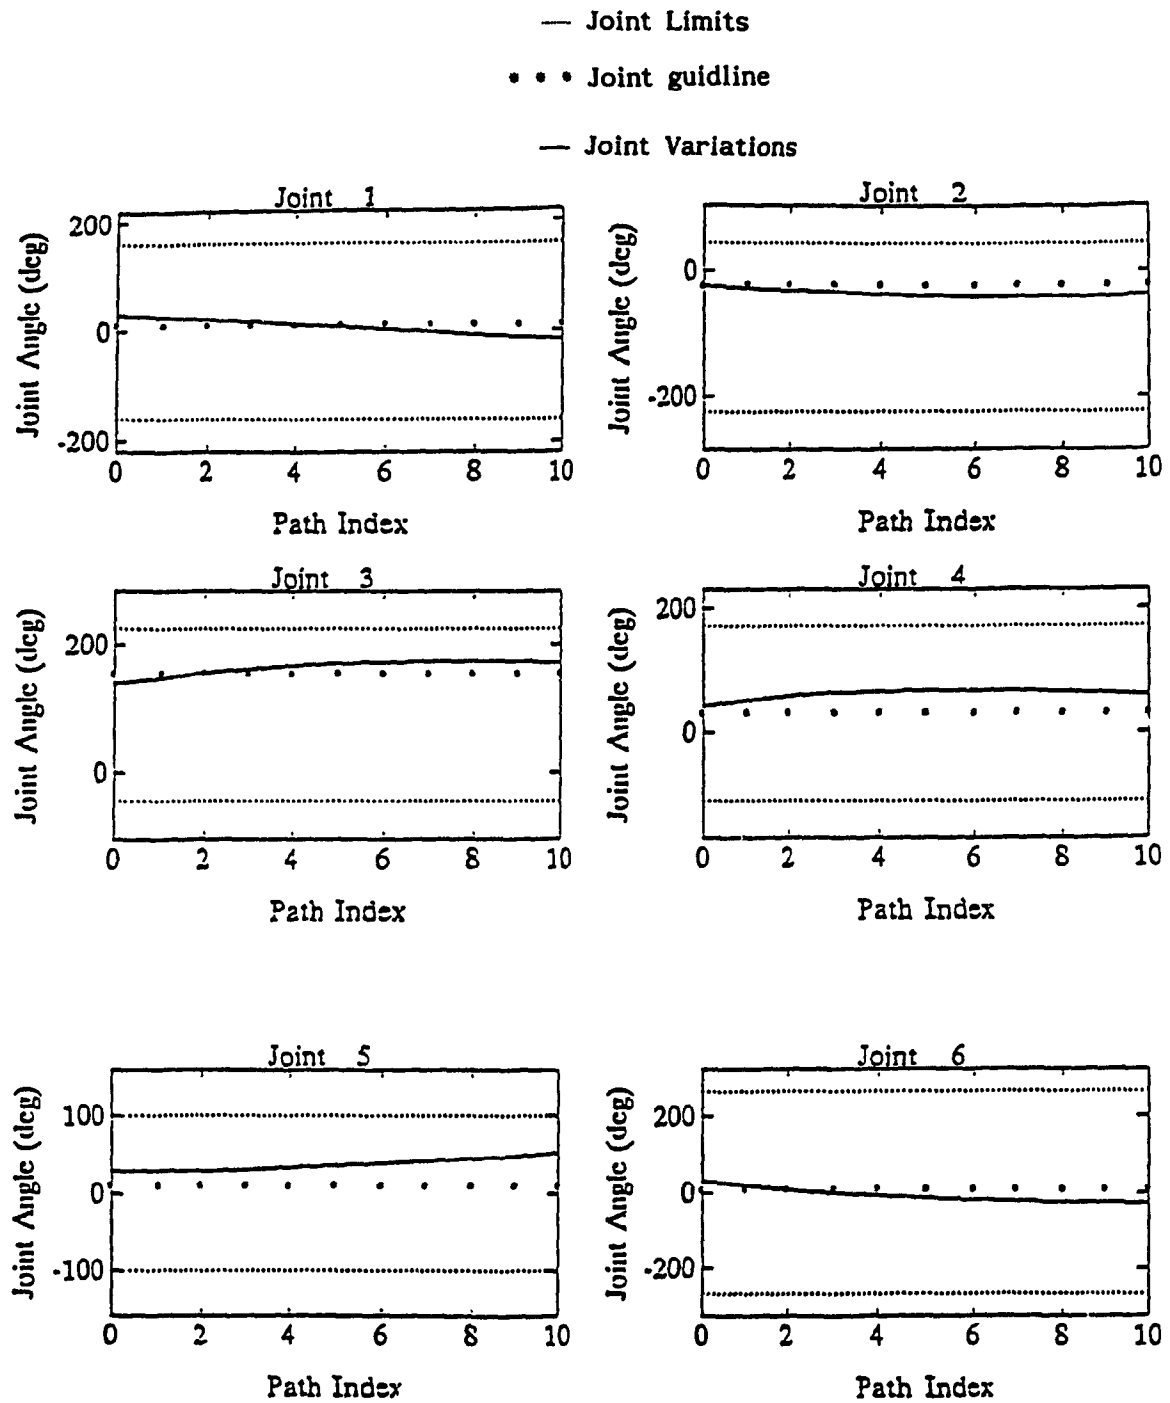 Joint Limits
Joint guidline
Joint Variations
Joint 1
Joint Angle (deg)
200
0
-200
0 2 4 6 8 10
Path Index
Joint 2
Joint Angle (deg)
0
-200
0 2 4 6 8 10
Path Index
Joint 3
Joint Angle (deg)
200
0
0 2 4 6 8 10
Path Index
Joint 4
Joint Angle (deg)
200
0
0 2 4 6 8 10
Path Index
Joint 5
Joint Angle (deg)
100
0
-100
0 2 4 6 8 10
Path Index
Joint 6
Joint Angle (deg)
200
0
-200
0 2 4 6 8 10
Path Index